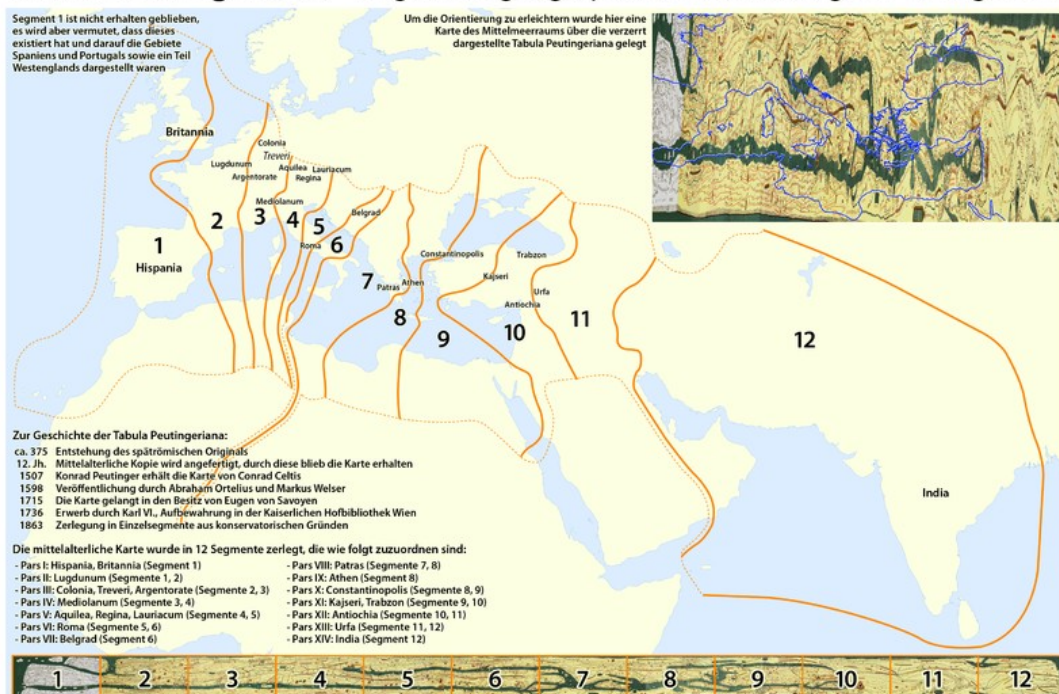 Segment 1 ist nicht erhalten geblieben,
es wird aber vermutet, dass dieses
existiert hat und darauf die Gebiete
Spaniens und Portugals sowie ein Teil
Westenglands dargestellt waren
Um die Orientierung zu erleichtern wurde hier eine
Karte des Mittelmeerraums über die verzerrt
dargestellte Tabula Peutingeriana gelegt
Britannia
Colonia
Treveri
Lugdunum
Aquilea
Lauriacum
Argentorate
Regina
Mediolanum
Belgrad
1
2
3
4
5
6
Roma
Hispania
Constantinopolis
Trabzon
7
Patras
Athen
Kajseri
Urfa
Antiochia
8
9
10
11
12
India
Zur Geschichte der Tabula Peutingeriana:
ca. 375 Entstehung des spätrömischen Originals
12. Jh. Mittelalterliche Kopie wird angefertigt, durch diese blieb die Karte erhalten
1507 Konrad Peutinger erhält die Karte von Conrad Celtis
1598 Veröffentlichung durch Abraham Ortelius und Markus Welser
1715 Die Karte gelangt in den Besitz von Eugen von Savoyen
1736 Erwerb durch Karl VI., Aufbewahrung in der Kaiserlichen Hofbibliothek Wien
1863 Zerlegung in Einzelsegmente aus konservatorischen Gründen
Die mittelalterliche Karte wurde in 12 Segmente zerlegt, die wie folgt zuzuordnen sind:
- Pars I: Hispania, Britannia (Segment 1)
- Pars II: Lugdunum (Segmente 1, 2)
- Pars III: Colonia, Treveri, Argentorate (Segmente 2, 3)
- Pars IV: Mediolanum (Segmente 3, 4)
- Pars V: Aquilea, Regina, Lauriacum (Segmente 4, 5)
- Pars VI: Roma (Segmente 5, 6)
- Pars VII: Belgrad (Segment 6)
- Pars VIII: Patras (Segmente 7, 8)
- Pars IX: Athen (Segment 8)
- Pars X: Constantinopolis (Segmente 8, 9)
- Pars XI: Kajseri, Trabzon (Segmente 9, 10)
- Pars XII: Antiochia (Segmente 10, 11)
- Pars XIII: Urfa (Segmente 11, 12)
- Pars XIV: India (Segment 12)
1 2 3 4 5 6 7 8 9 10 11 12